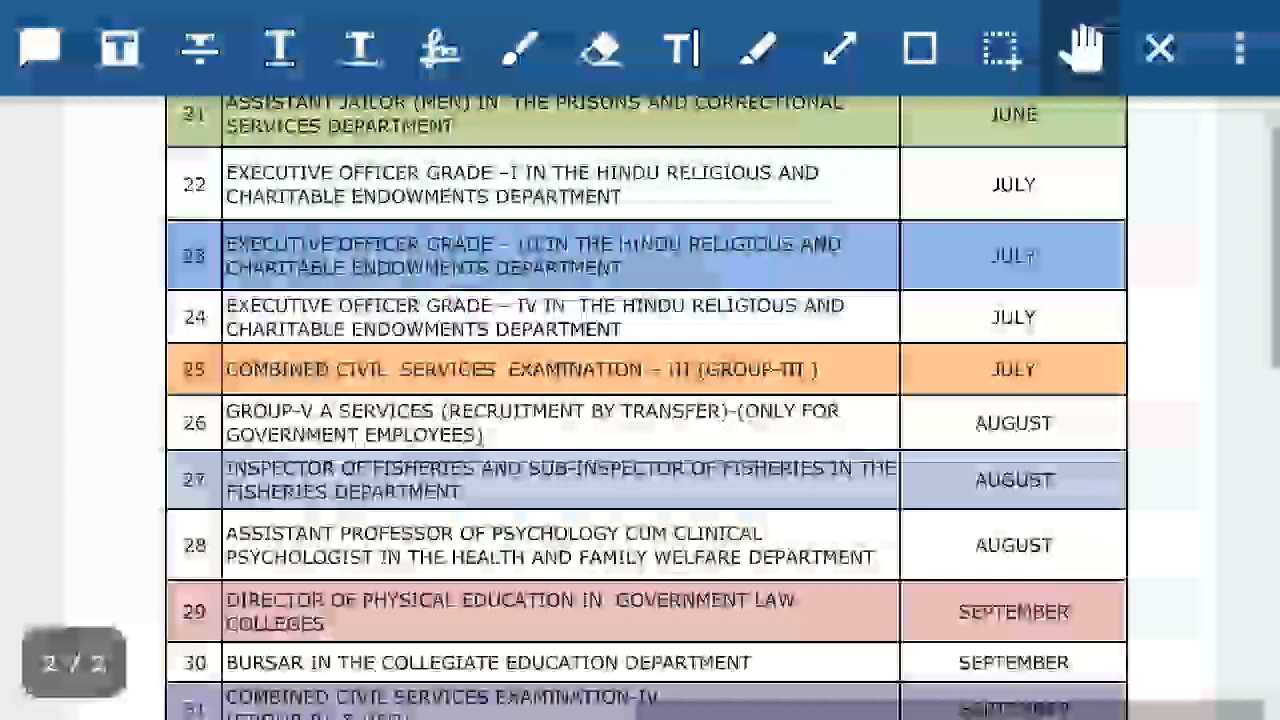 21 ASSISTANT JAILOR (MEN) IN THE PRISONS AND CORRECTIONAL JUNE
SERVICES DEPARTMENT
22 EXECUTIVE OFFICER GRADE –I IN THE HINDU RELIGIOUS AND JULY
CHARITABLE ENDOWMENTS DEPARTMENT
23 EXECUTIVE OFFICER GRADE – III IN THE HINDU RELIGIOUS AND JULY
CHARITABLE ENDOWMENTS DEPARTMENT
24 EXECUTIVE OFFICER GRADE – IV IN THE HINDU RELIGIOUS AND JULY
CHARITABLE ENDOWMENTS DEPARTMENT
25 COMBINED CIVIL SERVICES EXAMINATION – III (GROUP-III ) JULY
26 GROUP-V A SERVICES (RECRUITMENT BY TRANSFER)-(ONLY FOR AUGUST
GOVERNMENT EMPLOYEES)
27 INSPECTOR OF FISHERIES AND SUB-INSPECTOR OF FISHERIES IN THE AUGUST
FISHERIES DEPARTMENT
28 ASSISTANT PROFESSOR OF PSYCHOLOGY CUM CLINICAL AUGUST
PSYCHOLOGIST IN THE HEALTH AND FAMILY WELFARE DEPARTMENT
29 DIRECTOR OF PHYSICAL EDUCATION IN GOVERNMENT LAW SEPTEMBER
COLLEGES
30 BURSAR IN THE COLLEGIATE EDUCATION DEPARTMENT SEPTEMBER
31 COMBINED CIVIL SERVICES EXAMINATION-IV SEPTEMBER
2 / 2